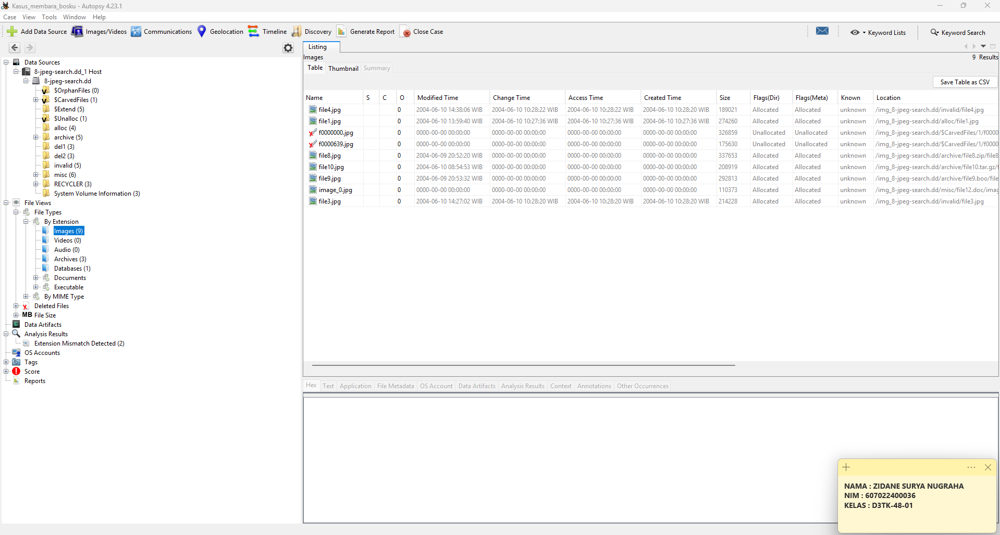 Kasus_membara_bosku - Autopsy 4.23.1
Case View Tools Window Help
Add Data Source Images/Videos Communications Geolocation Timeline Discovery Generate Report Close Case Keyword Lists Keyword Search
Data Sources
8-jpeg-search.dd_1 Host
8-jpeg-search.dd
$OrphanFiles (0)
$CarvedFiles (1)
$Extend (5)
$Unalloc (1)
alloc (4)
archive (5)
del1 (3)
del2 (3)
invalid (5)
misc (6)
RECYCLER (3)
System Volume Information (3)
File Views
File Types
By Extension
Images (9)
Videos (0)
Audio (0)
Archives (3)
Databases (1)
Documents
Executable
By MIME Type
Deleted Files
MB File Size
Data Artifacts
Analysis Results
Extension Mismatch Detected (2)
OS Accounts
Tags
Score
Reports
Listing
Images 9 Results
Table Thumbnail Summary
Save Table as CSV
Name S C O Modified Time Change Time Access Time Created Time Size Flags(Dir) Flags(Meta) Known Location
file4.jpg 0 2004-06-10 14:38:06 WIB 2004-06-10 10:28:22 WIB 2004-06-10 10:28:22 WIB 2004-06-10 10:28:20 WIB 189021 Allocated Allocated unknown /img_8-jpeg-search.dd/invalid/file4.jpg
file1.jpg 0 2004-06-10 13:59:40 WIB 2004-06-10 10:27:36 WIB 2004-06-10 10:27:36 WIB 2004-06-10 10:27:36 WIB 274260 Allocated Allocated unknown /img_8-jpeg-search.dd/alloc/file1.jpg
f0000000.jpg 0 0000-00-00 00:00:00 0000-00-00 00:00:00 0000-00-00 00:00:00 0000-00-00 00:00:00 326859 Unallocated Unallocated unknown /img_8-jpeg-search.dd/$CarvedFiles/1/f0000
f0000639.jpg 0 0000-00-00 00:00:00 0000-00-00 00:00:00 0000-00-00 00:00:00 0000-00-00 00:00:00 175630 Unallocated Unallocated unknown /img_8-jpeg-search.dd/$CarvedFiles/1/f0000
file8.jpg 0 2004-06-09 20:52:20 WIB 0000-00-00 00:00:00 0000-00-00 00:00:00 0000-00-00 00:00:00 337653 Allocated Allocated unknown /img_8-jpeg-search.dd/archive/file8.zip/file8
file10.jpg 0 2004-06-10 08:54:53 WIB 0000-00-00 00:00:00 0000-00-00 00:00:00 0000-00-00 00:00:00 208919 Allocated Allocated unknown /img_8-jpeg-search.dd/archive/file10.tar.gz/f
file9.jpg 0 2004-06-09 20:53:32 WIB 0000-00-00 00:00:00 0000-00-00 00:00:00 0000-00-00 00:00:00 292813 Allocated Allocated unknown /img_8-jpeg-search.dd/archive/file9.boo/file
image_0.jpg 0 0000-00-00 00:00:00 0000-00-00 00:00:00 0000-00-00 00:00:00 0000-00-00 00:00:00 110373 Allocated Allocated unknown /img_8-jpeg-search.dd/misc/file12.doc/imag
file3.jpg 0 2004-06-10 14:27:02 WIB 2004-06-10 10:28:20 WIB 2004-06-10 10:28:20 WIB 2004-06-10 10:28:20 WIB 214228 Allocated Allocated unknown /img_8-jpeg-search.dd/invalid/file3.jpg
Hex Text Application File Metadata OS Account Data Artifacts Analysis Results Context Annotations Other Occurrences
NAMA : ZIDANE SURYA NUGRAHA
NIM : 607022400036
KELAS : D3TK-48-01